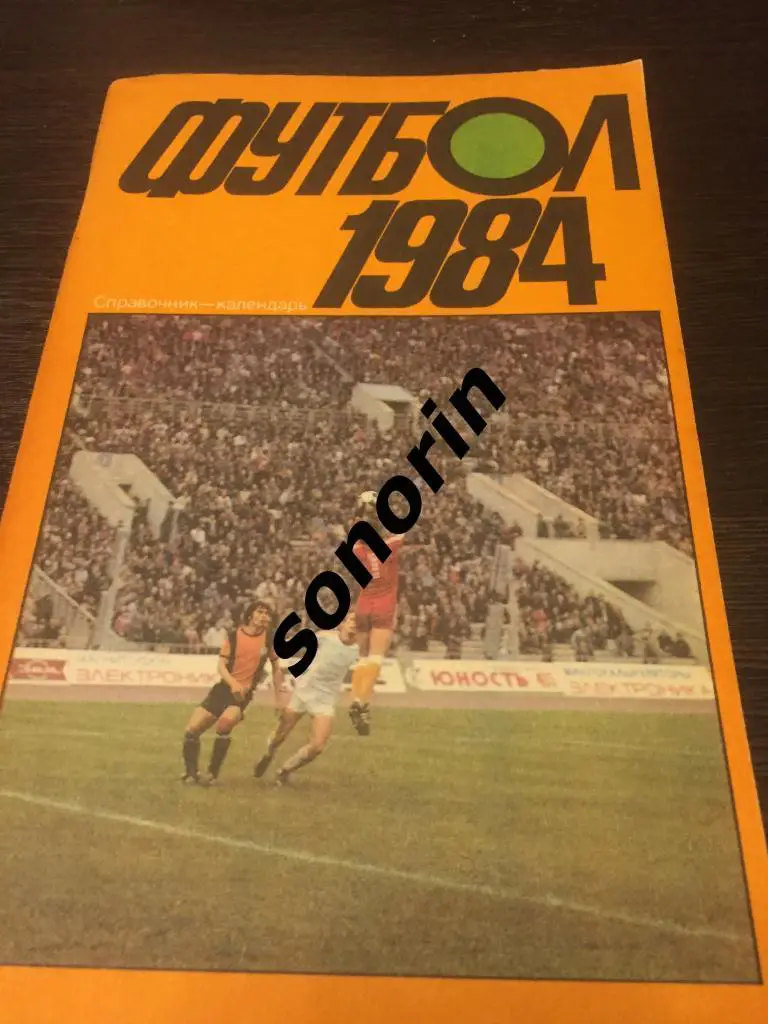 ФУТБОЛ
1984
Справочник—календарь
sonorin
ЭЛЕКТРОНИКА
ЮНОСТЬ
ЭЛЕКТРОНИКА